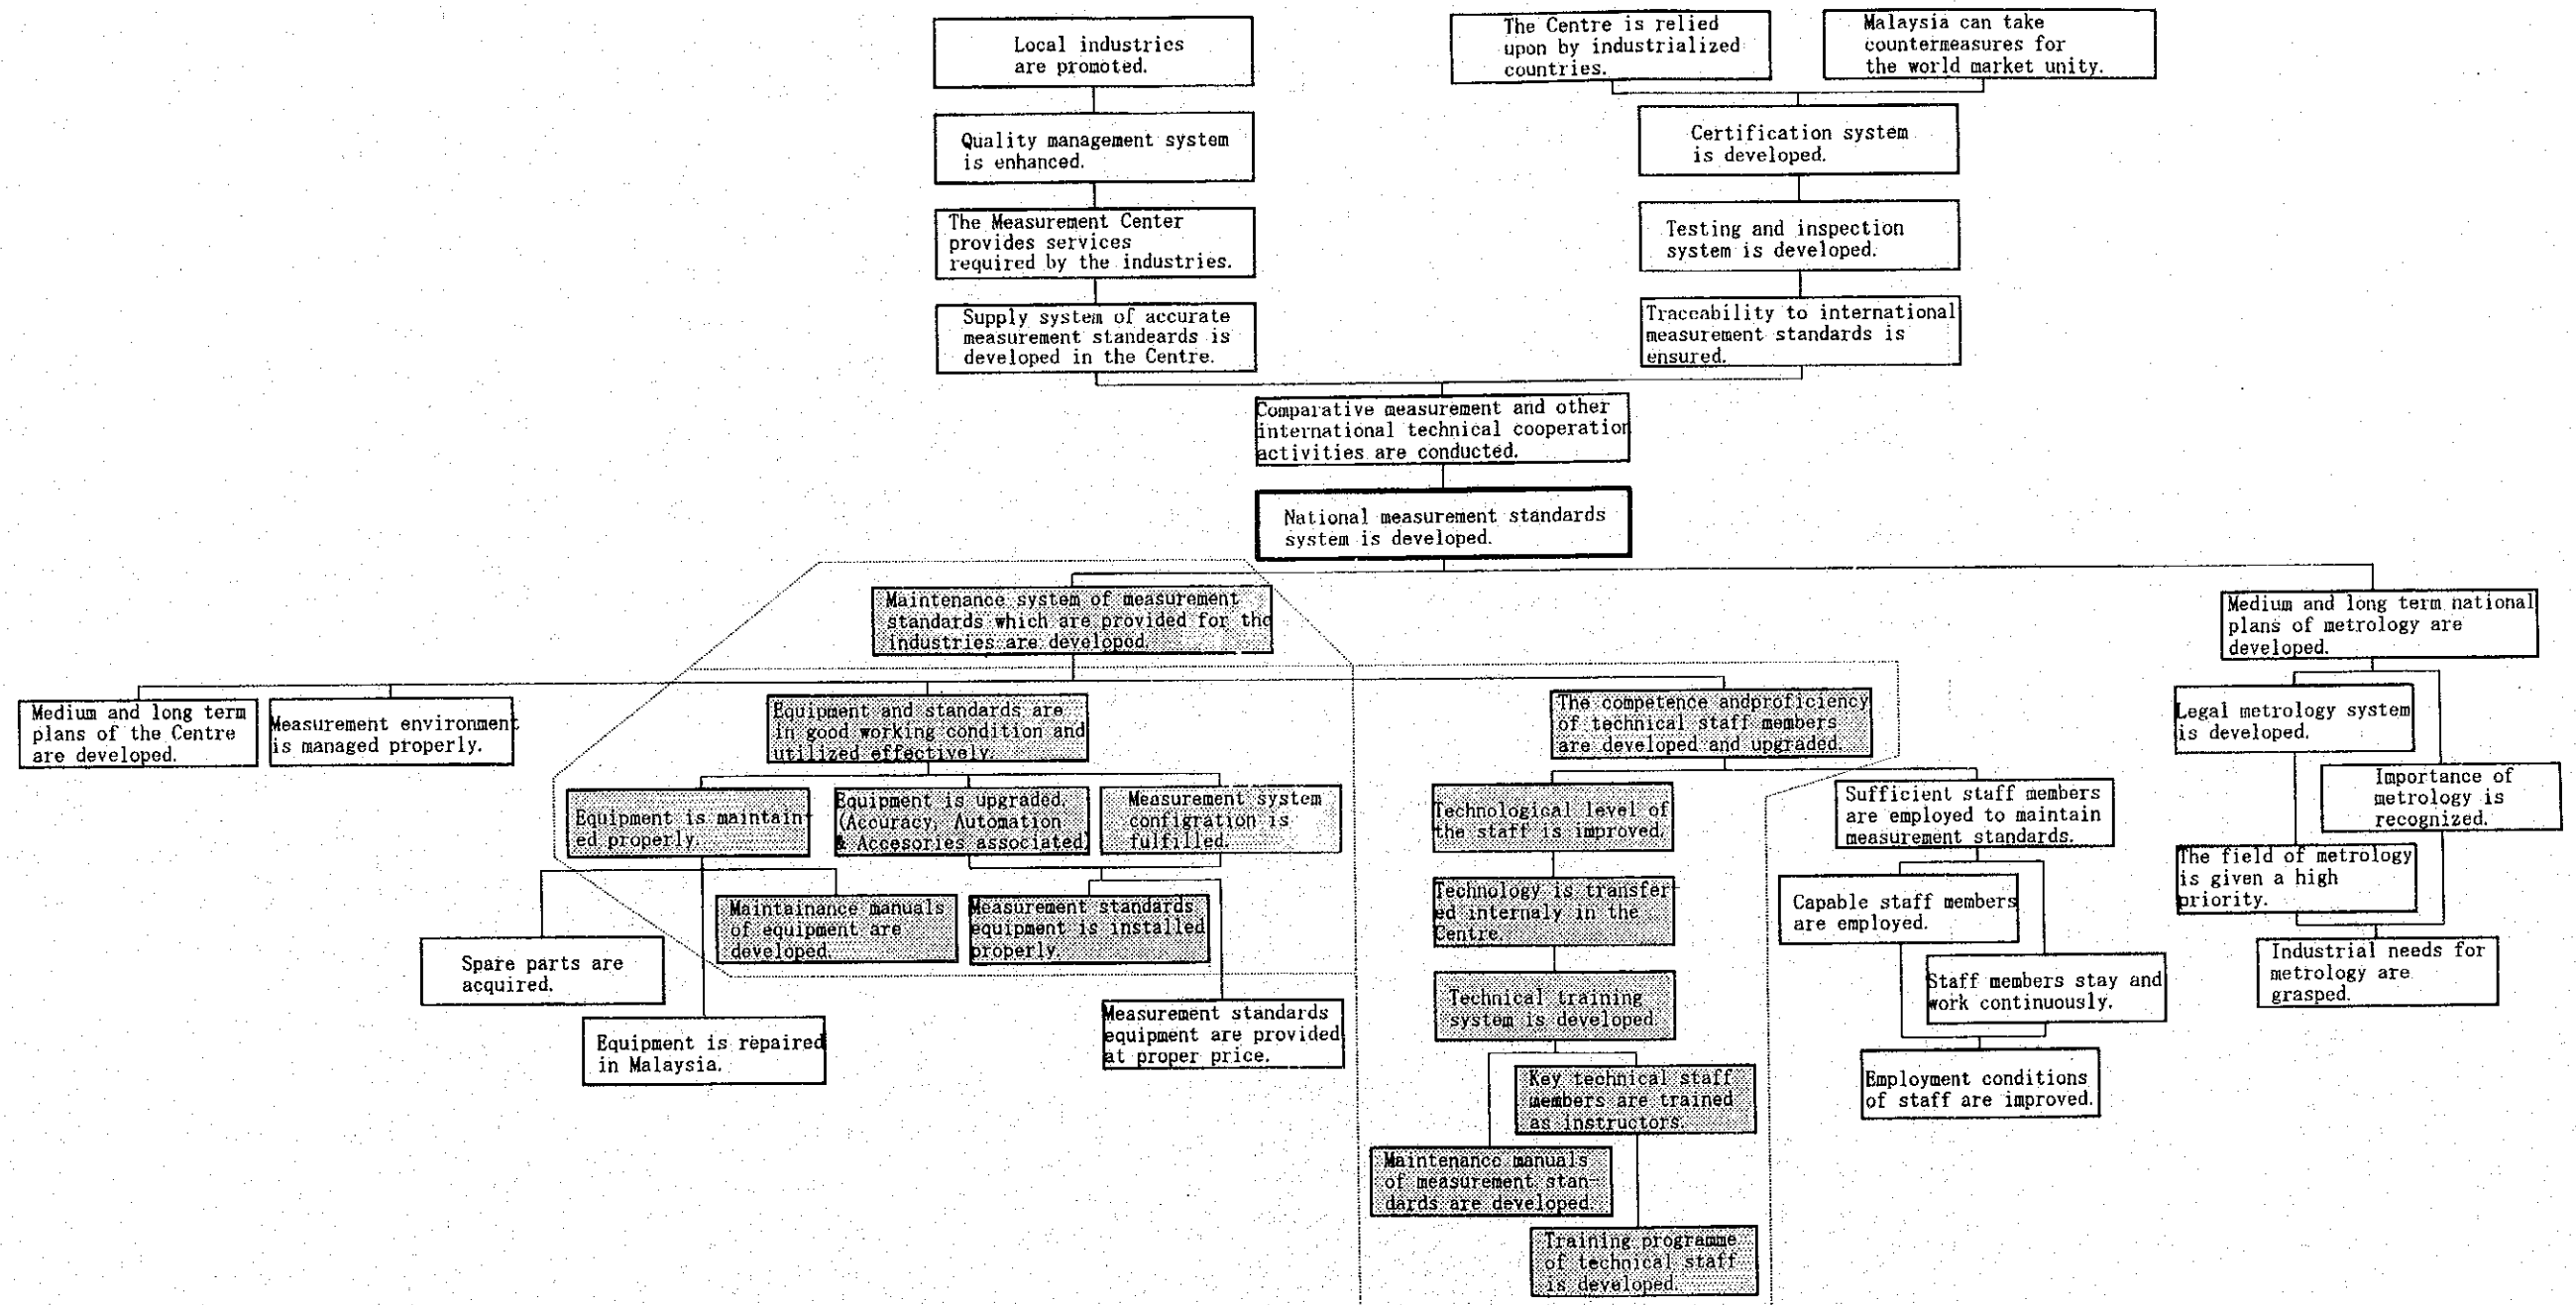 Local industries
are promoted.
The Centre is relied
upon by industrialized
countries.
Malaysia can take
countermeasures for
the world market unity.
Quality management system
is enhanced.
Certification system
is developed.
The Measurement Center
provides services
required by the industries.
Testing and inspection
system is developed.
Supply system of accurate
measurement standeards is
developed in the Centre.
Traceability to international
measurement standards is
ensured.
Comparative measurement and other
international technical cooperation
activities are conducted.
National measurement standards
system is developed.
Maintenance system of measurement
standards which are provided for the
industries are developed.
Medium and long term national
plans of metrology are
developed.
Medium and long term
plans of the Centre
are developed.
Measurement environment
is managed properly.
Equipment and standards are
in good working condition and
utilized effectively.
The competence andproficiency
of technical staff members
are developed and upgraded.
Legal metrology system
is developed.
Importance of
metrology is
recognized.
Equipment is maintain-
ed properly.
Equipment is upgraded.
(Accuracy, Automation
& Accesories associated)
Measurement system
configration is
fulfilled.
Technological level of
the staff is improved.
Sufficient staff members
are employed to maintain
measurement standards.
The field of metrology
is given a high
priority.
Maintainance manuals
of equipment are
developed.
Measurement standards
equipment is installed
properly.
Technology is transfer-
ed internaly in the
Centre.
Capable staff members
are employed.
Spare parts are
acquired.
Industrial needs for
metrology are
grasped.
Technical training
system is developed.
Staff members stay and
work continuously.
Equipment is repaired
in Malaysia.
Measurement standards
equipment are provided
at proper price.
Key technical staff
members are trained
as instructors.
Employment conditions
of staff are improved.
Maintenance manuals
of measurement stan-
dards are developed.
Training programme
of technical staff
is developed.